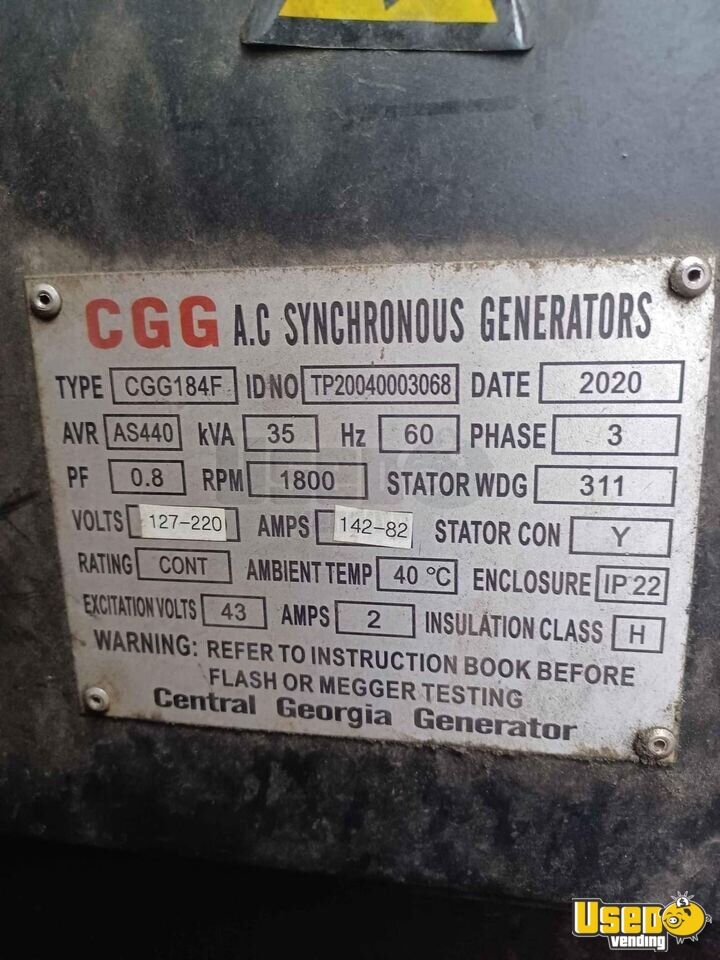 CGG A.C SYNCHRONOUS GENERATORS
TYPE CGG184F ID NO TP20040003068 DATE 2020
AVR AS440 kVA 35 Hz 60 PHASE 3
PF 0.8 RPM 1800 STATOR WDG 311
VOLTS 127-220 AMPS 142-82 STATOR CON Y
RATING CONT AMBIENT TEMP 40 °C ENCLOSURE IP 22
EXCITATION VOLTS 43 AMPS 2 INSULATION CLASS H
WARNING: REFER TO INSTRUCTION BOOK BEFORE
FLASH OR MEGGER TESTING
Central Georgia Generator
Used
vending